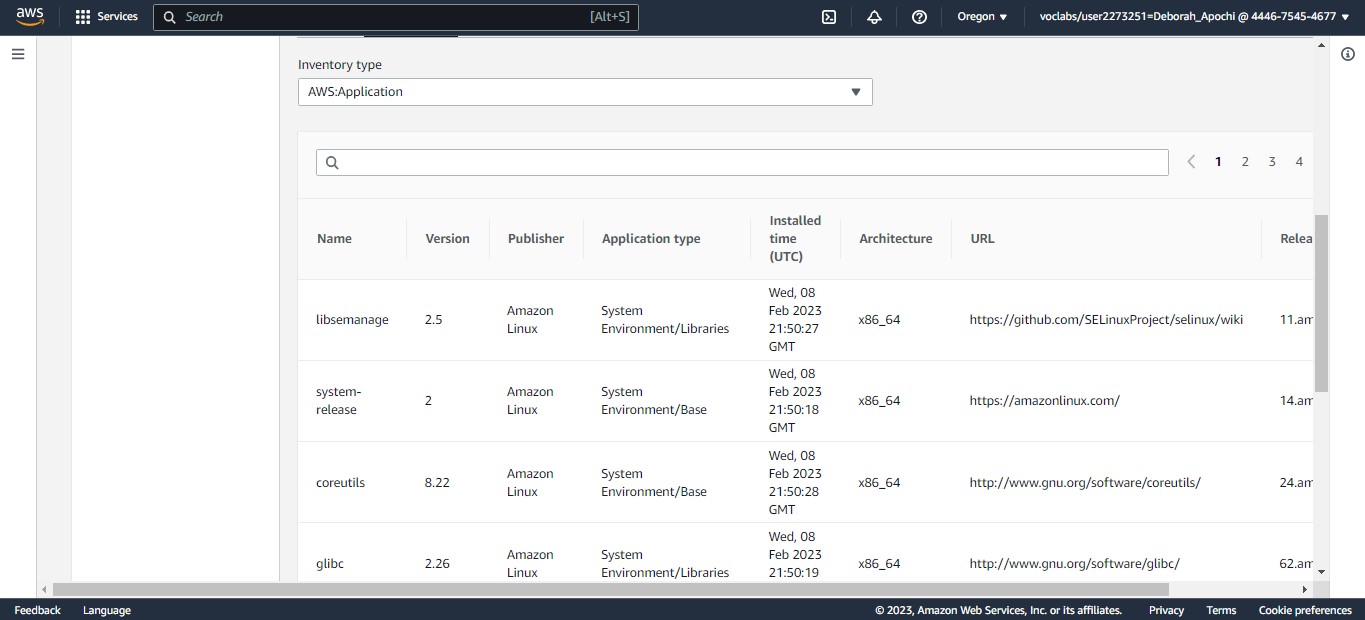 aws Services Search [Alt+S] Oregon voclabs/user2273251=Deborah_Apochi @ 4446-7545-4677
Inventory type
AWS:Application
1 2 3 4
Name Version Publisher Application type Installed time (UTC) Architecture URL Relea
libsemanage 2.5 Amazon Linux System Environment/Libraries Wed, 08 Feb 2023 21:50:27 GMT x86_64 https://github.com/SELinuxProject/selinux/wiki 11.am
system-release 2 Amazon Linux System Environment/Base Wed, 08 Feb 2023 21:50:18 GMT x86_64 https://amazonlinux.com/ 14.am
coreutils 8.22 Amazon Linux System Environment/Base Wed, 08 Feb 2023 21:50:28 GMT x86_64 http://www.gnu.org/software/coreutils/ 24.am
glibc 2.26 Amazon Linux System Environment/Libraries Wed, 08 Feb 2023 21:50:19 x86_64 http://www.gnu.org/software/glibc/ 62.am
Feedback Language © 2023, Amazon Web Services, Inc. or its affiliates. Privacy Terms Cookie preferences